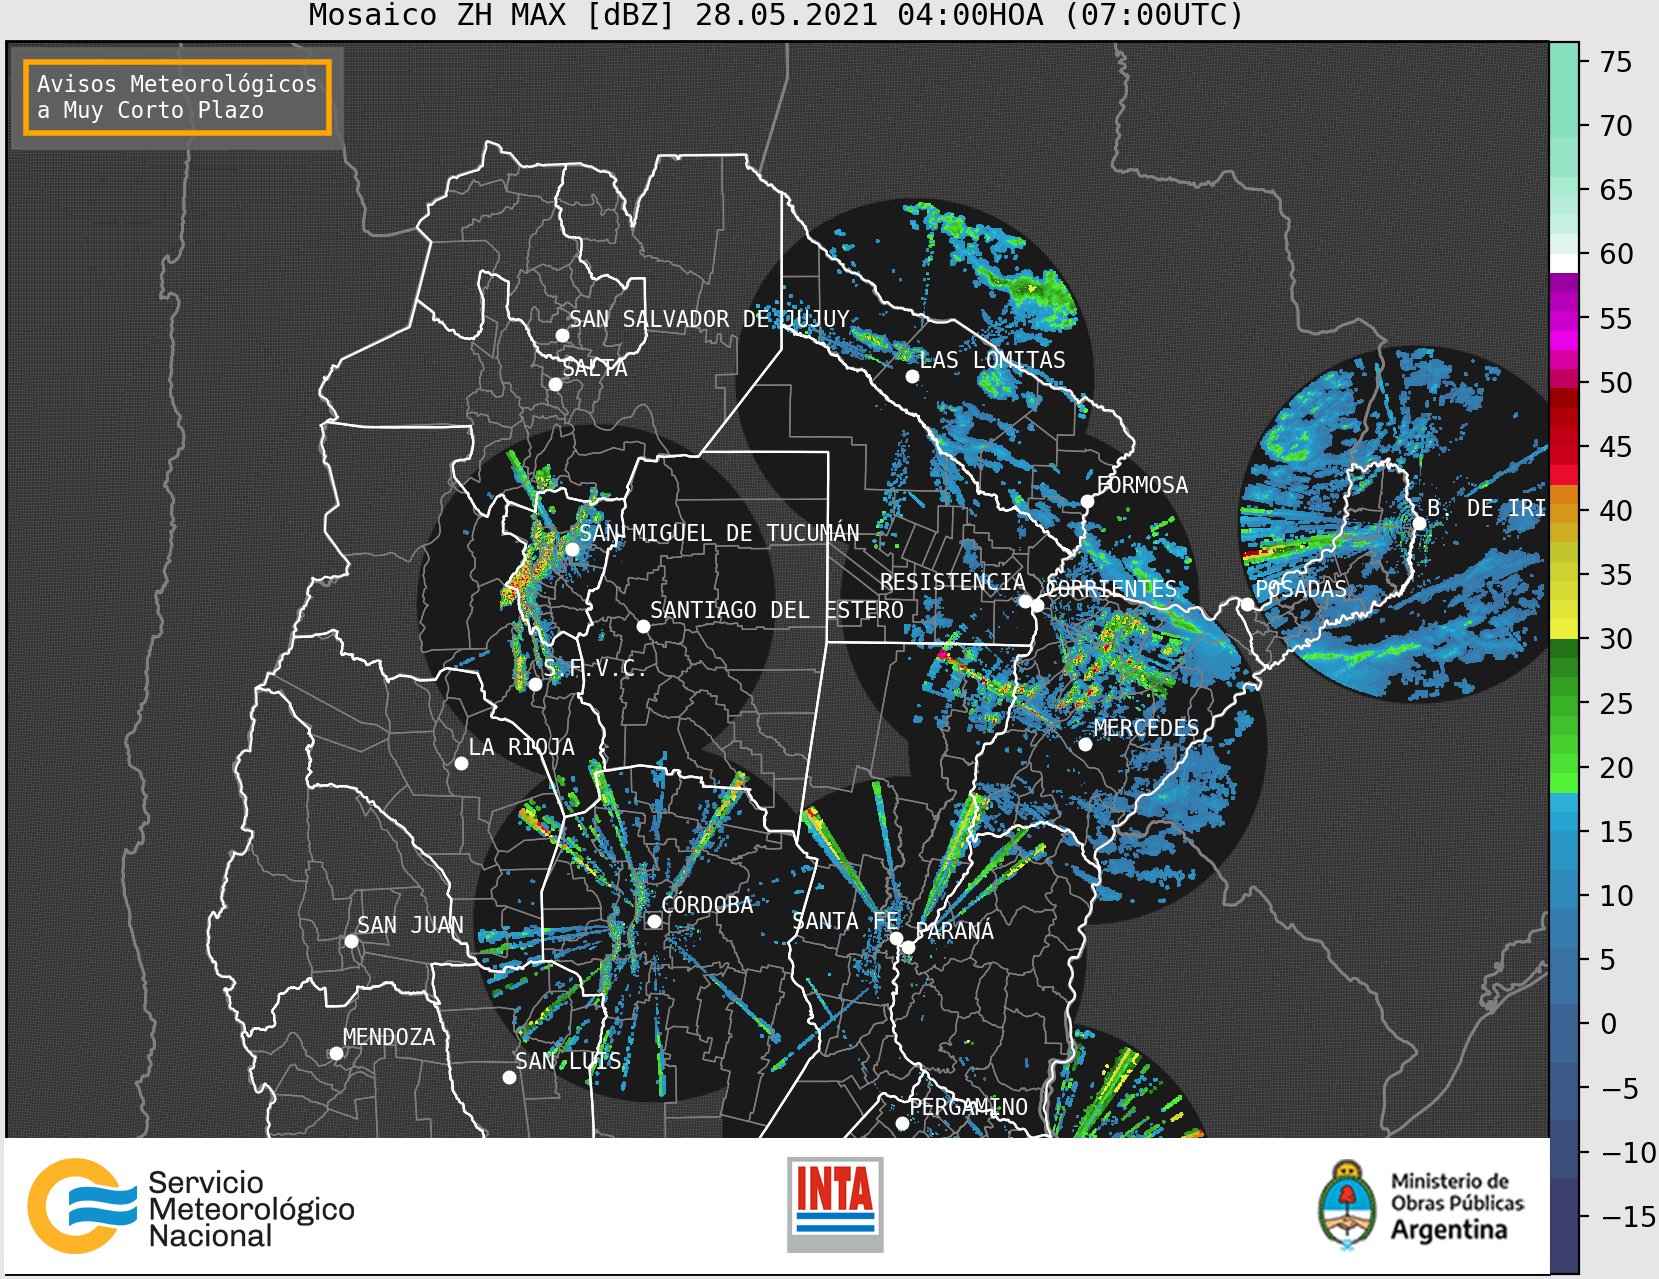 Mosaico ZH MAX [dBZ] 28.05.2021 04:00HOA (07:00UTC)
Avisos Meteorológicos
a Muy Corto Plazo
75
70
65
60
55
50
45
40
35
30
25
20
15
10
5
0
−5
−10
−15
SAN SALVADOR DE JUJUY
SALTA
LAS LOMITAS
FORMOSA
B. DE IRI
SAN MIGUEL DE TUCUMÁN
RESISTENCIA
CORRIENTES
POSADAS
SANTIAGO DEL ESTERO
S.F.V.C.
MERCEDES
LA RIOJA
CÓRDOBA
SANTA FE
PARANÁ
SAN JUAN
MENDOZA
SAN LUIS
PERGAMINO
Servicio
Meteorológico
Nacional
INTA
Ministerio de
Obras Públicas
Argentina